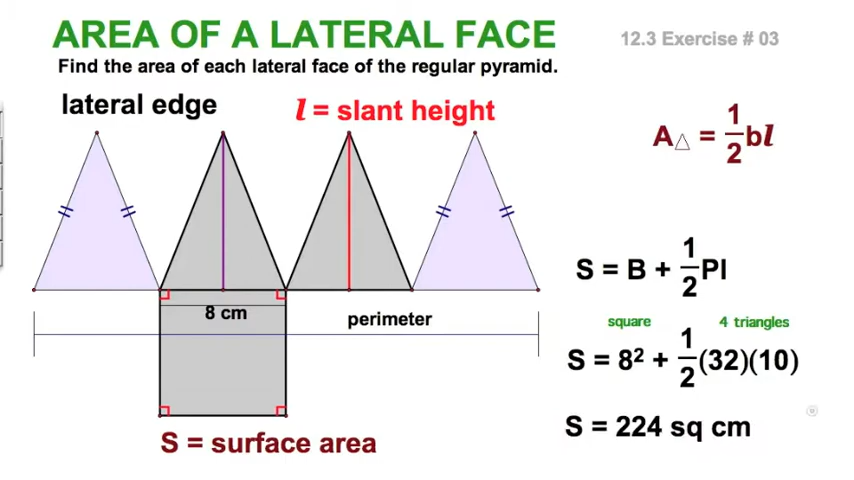 AREA OF A LATERAL FACE
12.3 Exercise # 03
Find the area of each lateral face of the regular pyramid.
lateral edge
l = slant height
A△ = 1/2 bl
S = B + 1/2 Pl
8 cm
perimeter
square
4 triangles
S = 8² + 1/2 (32)(10)
S = surface area
S = 224 sq cm